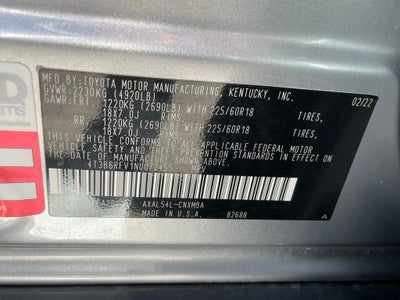 MFD. BY: TOYOTA MOTOR MANUFACTURING, KENTUCKY, INC. 02/22
GVWR: 2230KG (4920LB)
GAWR: FRT. 1220KG (2690LB) WITH 225/60R18 TIRES,
18X7.0J RIMS
RR. 1220KG (2690LB) WITH 225/60R18 TIRES,
18X7.0J RIMS
THIS VEHICLE CONFORMS TO ALL APPLICABLE FEDERAL MOTOR
VEHICLE SAFETY AND
THEFT PREVENTION STANDARDS IN EFFECT ON THE DATE OF
MANUFACTURE SHOWN ABOVE.
MPV
AXAL54L-CNXMBA
MADE IN U.S.A. 82688 A